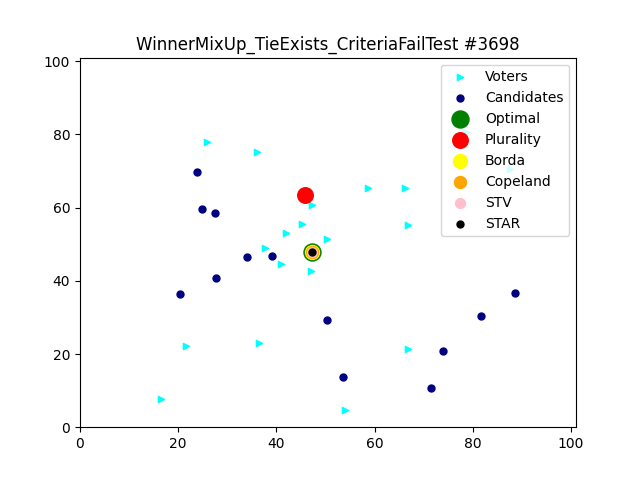 WinnerMixUp_TieExists_CriteriaFailTest #3698
100
80
60
40
20
0
0 20 40 60 80 100
Voters
Candidates
Optimal
Plurality
Borda
Copeland
STV
STAR